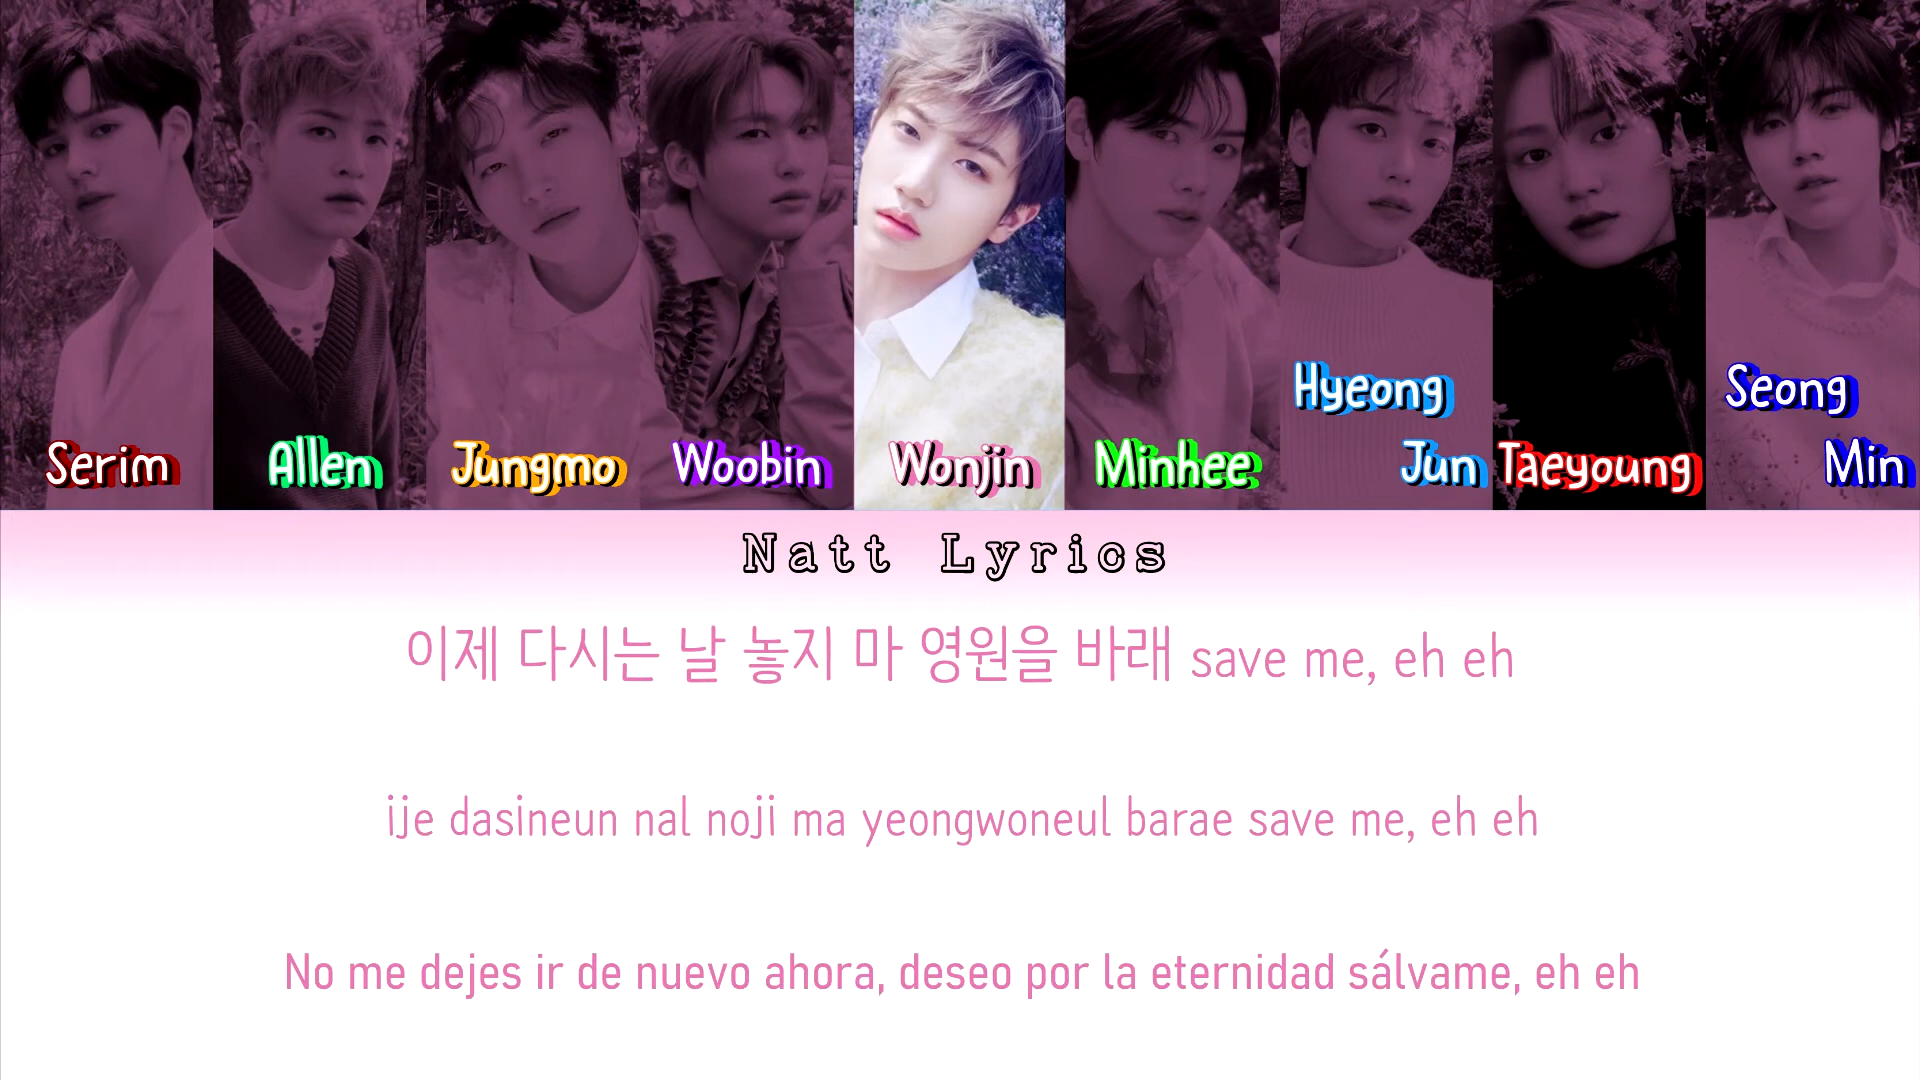 Serim
Allen
Jungmo
Woobin
Wonjin
Minhee
Hyeong
Jun
Taeyoung
Seong
Min
Natt Lyrics
이제 다시는 날 놓지 마 영원을 바래 save me, eh eh
ije dasineun nal noji ma yeongwoneul barae save me, eh eh
No me dejes ir de nuevo ahora, deseo por la eternidad sálvame, eh eh